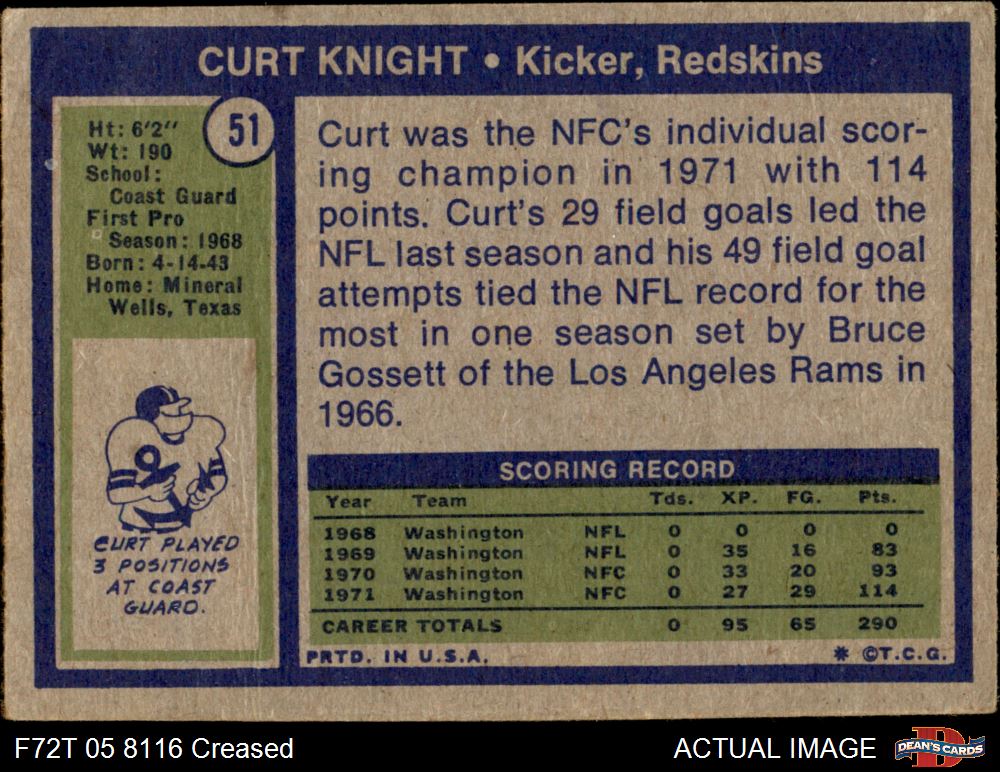 CURT KNIGHT • Kicker, Redskins
51
Ht: 6'2''
Wt: 190
School:
Coast Guard
First Pro
Season: 1968
Born: 4-14-43
Home: Mineral
Wells, Texas
CURT PLAYED
3 POSITIONS
AT COAST
GUARD.
Curt was the NFC's individual scor-
ing champion in 1971 with 114
points. Curt's 29 field goals led the
NFL last season and his 49 field goal
attempts tied the NFL record for the
most in one season set by Bruce
Gossett of the Los Angeles Rams in
1966.
SCORING RECORD
Year Team Tds. XP. FG. Pts.
1968 Washington NFL 0 0 0 0
1969 Washington NFL 0 35 16 83
1970 Washington NFC 0 33 20 93
1971 Washington NFC 0 27 29 114
CAREER TOTALS 0 95 65 290
PRTD. IN U.S.A. * ©T.C.G.
F72T 05 8116 Creased ACTUAL IMAGE DEAN'S CARDS